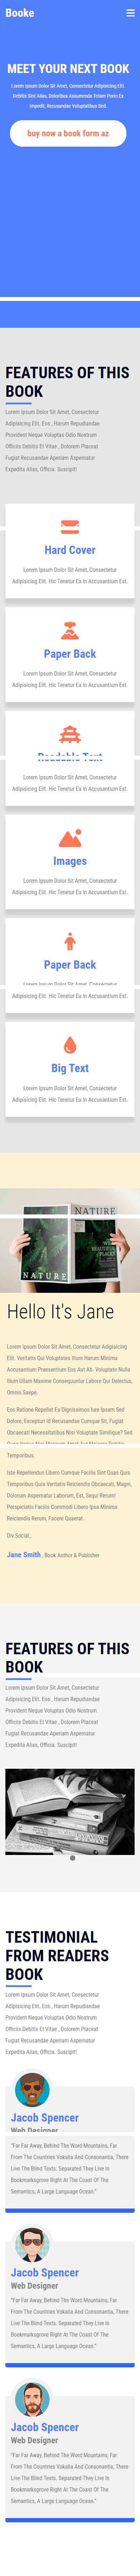 Booke
MEET YOUR NEXT BOOK
Lorem Ipsum Dolor Sit Amet, Consectetur Adipisicing Elit.
Debitis Sint Alias, Doloribus Assumenda Totam Porro Ex
Impedit, Recusandae Voluptatibus Sed.
buy now a book form az
FEATURES OF THIS
BOOK
Lorem Ipsum Dolor Sit Amet, Consectetur
Adipisicing Elit. Eos , Harum Repudiandae
Provident Neque Voluptas Odio Nostrum
Officiis Debitis Et Vitae , Dolorem Placeat
Fugiat Recusandae Aperiam Aspernatur
Expedita Alias, Officia. Suscipit!
Hard Cover
Lorem Ipsum Dolor Sit Amet, Consectetur
Adipisicing Elit. Hic Tenetur Ea In Accusantium Est.
Paper Back
Lorem Ipsum Dolor Sit Amet, Consectetur
Adipisicing Elit. Hic Tenetur Ea In Accusantium Est.
Readable Text
Lorem Ipsum Dolor Sit Amet, Consectetur
Adipisicing Elit. Hic Tenetur Ea In Accusantium Est.
Images
Lorem Ipsum Dolor Sit Amet, Consectetur
Adipisicing Elit. Hic Tenetur Ea In Accusantium Est.
Paper Back
Lorem Ipsum Dolor Sit Amet, Consectetur
Adipisicing Elit. Hic Tenetur Ea In Accusantium Est.
Big Text
Lorem Ipsum Dolor Sit Amet, Consectetur
Adipisicing Elit. Hic Tenetur Ea In Accusantium Est.
NATURE
NATURE
Hello It's Jane
Lorem Ipsum Dolor Sit Amet, Consectetur Adipisicing
Elit. Veritatis Qui Voluptates Illum Harum Minima
Accusantium Praesentium Eos Aut Ab. Voluptate Nulla
Illum Ullam Maxime Consequuntur Labore Qui Delectus,
Omnis Saepe.
Eos Ratione Repellat Ea Dignissimos Iure Ipsam Sed
Dolore, Excepturi Id Recusandae Cumque Sit, Fugiat
Obcaecati Necessitatibus Nisi Voluptate Similique? Sed
Temporibus.
Iste Repellendus Libero Cumque Facilis Sint Quas Quis
Temporibus Quia Veritatis Reiciendis Obcaecati, Magni,
Dolorum Aspernatur Laborum, Est, Sequi Rerum!
Perspiciatis Facilis Commodi Libero Ipsa Minima
Reiciendis Rerum, Facere Quaerat.
Div.Social_
Jane Smith , Book Author & Publisher
FEATURES OF THIS
BOOK
Lorem Ipsum Dolor Sit Amet, Consectetur
Adipisicing Elit. Eos , Harum Repudiandae
Provident Neque Voluptas Odio Nostrum
Officiis Debitis Et Vitae , Dolorem Placeat
Fugiat Recusandae Aperiam Aspernatur
Expedita Alias, Officia. Suscipit!
TESTIMONIAL
FROM READERS
BOOK
Lorem Ipsum Dolor Sit Amet, Consectetur
Adipisicing Elit. Eos , Harum Repudiandae
Provident Neque Voluptas Odio Nostrum
Officiis Debitis Et Vitae , Dolorem Placeat
Fugiat Recusandae Aperiam Aspernatur
Expedita Alias, Officia. Suscipit!
Jacob Spencer
Web Designer
"Far Far Away, Behind The Word Mountains, Far
From The Countries Vokalia And Consonantia, There
Live The Blind Texts. Separated They Live In
Bookmarksgrove Right At The Coast Of The
Semantics, A Large Language Ocean."
Jacob Spencer
Web Designer
"Far Far Away, Behind The Word Mountains, Far
From The Countries Vokalia And Consonantia, There
Live The Blind Texts. Separated They Live In
Bookmarksgrove Right At The Coast Of The
Semantics, A Large Language Ocean."
Jacob Spencer
Web Designer
"Far Far Away, Behind The Word Mountains, Far
From The Countries Vokalia And Consonantia, There
Live The Blind Texts. Separated They Live In
Bookmarksgrove Right At The Coast Of The
Semantics, A Large Language Ocean."